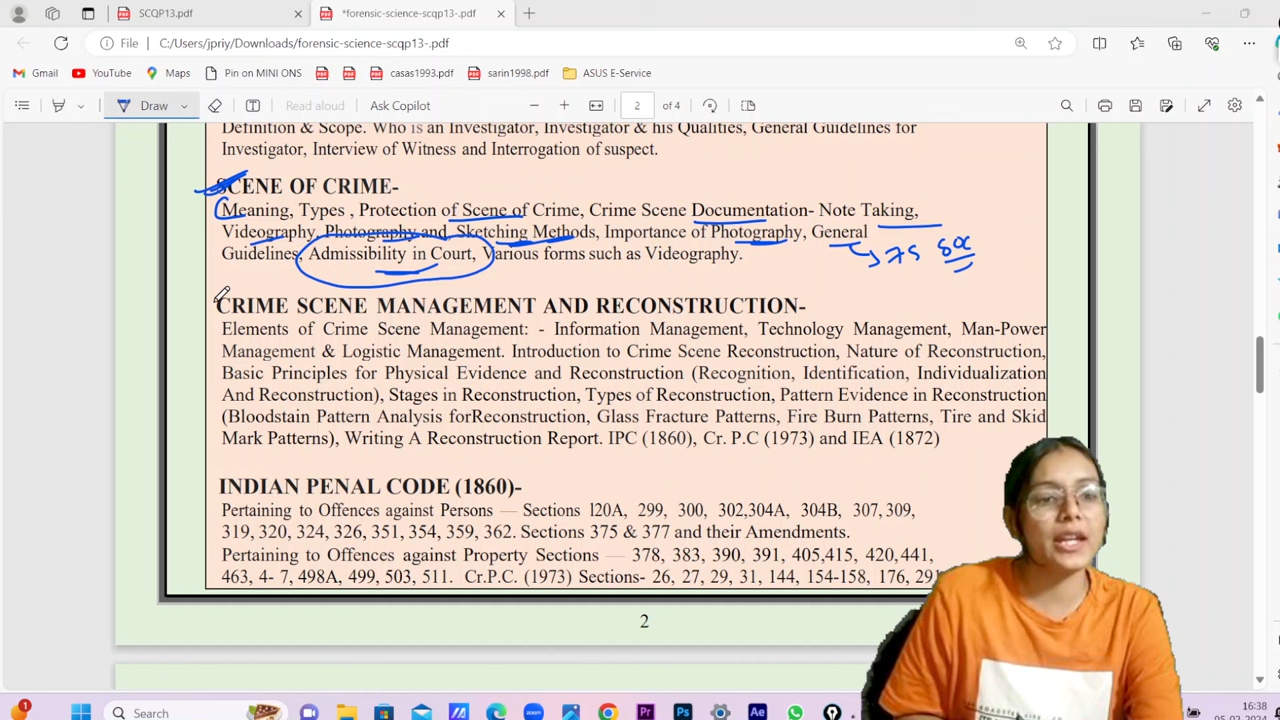 SCQP13.pdf
*forensic-science-scqp13-.pdf
File
C:/Users/jpriy/Downloads/forensic-science-scqp13-.pdf
Gmail
YouTube
Maps
Pin on MINI ONS
casas1993.pdf
sarin1998.pdf
ASUS E-Service
Draw
Read aloud
Ask Copilot
2
of 4
Definition & Scope. Who is an Investigator, Investigator & his Qualities, General Guidelines for
Investigator, Interview of Witness and Interrogation of suspect.
SCENE OF CRIME-
Meaning, Types , Protection of Scene of Crime, Crime Scene Documentation- Note Taking,
Videography, Photography and Sketching Methods, Importance of Photography, General
Guidelines, Admissibility in Court, Various forms such as Videography.
CRIME SCENE MANAGEMENT AND RECONSTRUCTION-
Elements of Crime Scene Management: - Information Management, Technology Management, Man-Power
Management & Logistic Management. Introduction to Crime Scene Reconstruction, Nature of Reconstruction,
Basic Principles for Physical Evidence and Reconstruction (Recognition, Identification, Individualization
And Reconstruction), Stages in Reconstruction, Types of Reconstruction, Pattern Evidence in Reconstruction
(Bloodstain Pattern Analysis forReconstruction, Glass Fracture Patterns, Fire Burn Patterns, Tire and Skid
Mark Patterns), Writing A Reconstruction Report. IPC (1860), Cr. P.C (1973) and IEA (1872)
INDIAN PENAL CODE (1860)-
Pertaining to Offences against Persons — Sections l20A, 299, 300, 302,304A, 304B, 307, 309,
319, 320, 324, 326, 351, 354, 359, 362. Sections 375 & 377 and their Amendments.
Pertaining to Offences against Property Sections — 378, 383, 390, 391, 405,415, 420,441,
463, 4- 7, 498A, 499, 503, 511. Cr.P.C. (1973) Sections- 26, 27, 29, 31, 144, 154-158, 176, 291
2
1
Search
16:38